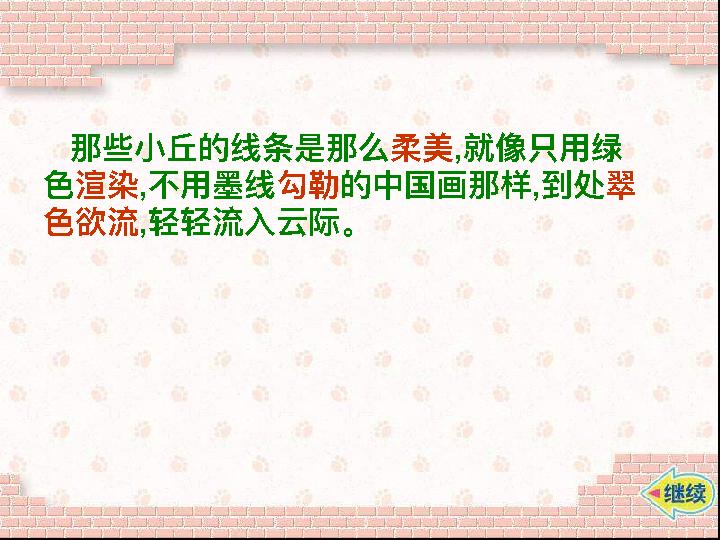 那些小丘的线条是那么柔美,就像只用绿
色渲染,不用墨线勾勒的中国画那样,到处翠
色欲流,轻轻流入云际。
继续